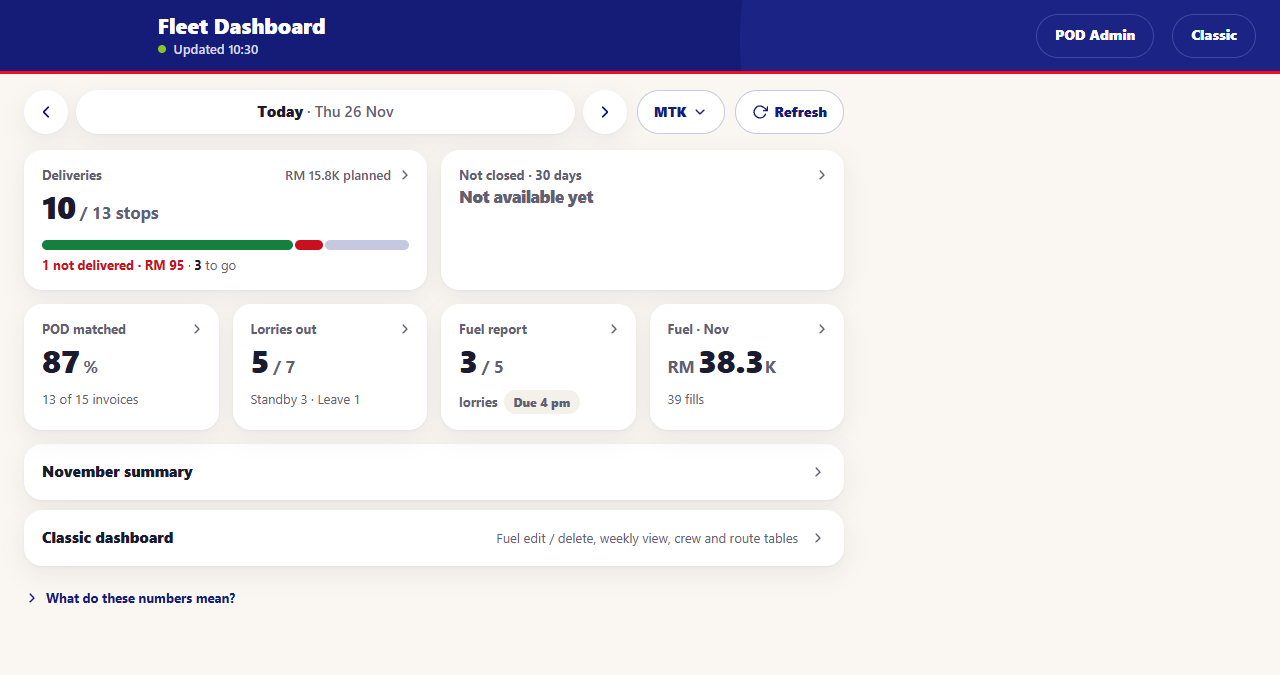 Fleet Dashboard
Updated 10:30
POD Admin
Classic
Today · Thu 26 Nov
MTK
Refresh
Deliveries
RM 15.8K planned
10 / 13 stops
1 not delivered · RM 95 · 3 to go
Not closed · 30 days
Not available yet
POD matched
87 %
13 of 15 invoices
Lorries out
5 / 7
Standby 3 · Leave 1
Fuel report
3 / 5
lorries Due 4 pm
Fuel · Nov
RM 38.3K
39 fills
November summary
Classic dashboard
Fuel edit / delete, weekly view, crew and route tables
What do these numbers mean?